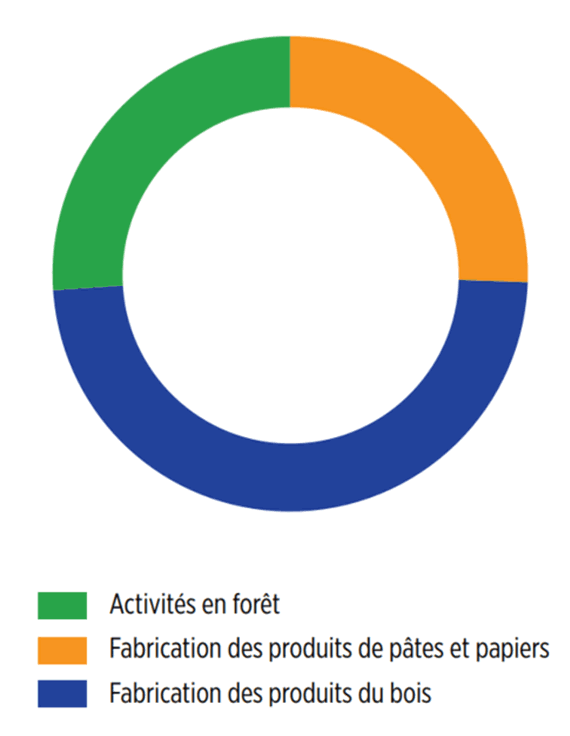 Activités en forêt
Fabrication des produits de pâtes et papiers
Fabrication des produits du bois